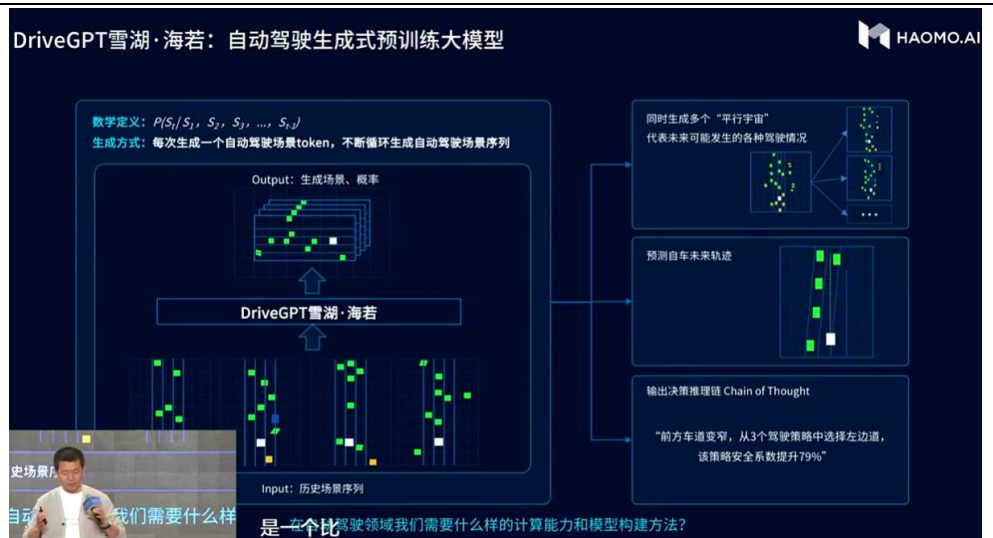 DriveGPT雪湖·海若：自动驾驶生成式预训练大模型
HAOMO.AI
数学定义：P(St/S1，S2，S3，...，St-1)
生成方式：每次生成一个自动驾驶场景token，不断循环生成自动驾驶场景序列
Output：生成场景、概率
DriveGPT雪湖·海若
Input：历史场景序列
同时生成多个“平行宇宙”
代表未来可能发生的各种驾驶情况
...
预测自车未来轨迹
输出决策推理链 Chain of Thought
“前方车道变窄，从3个驾驶策略中选择左边道，
该策略安全系数提升79%”
史场景
我们需要什么样
是一个比
驾驶领域我们需要什么样的计算能力和模型构建方法？